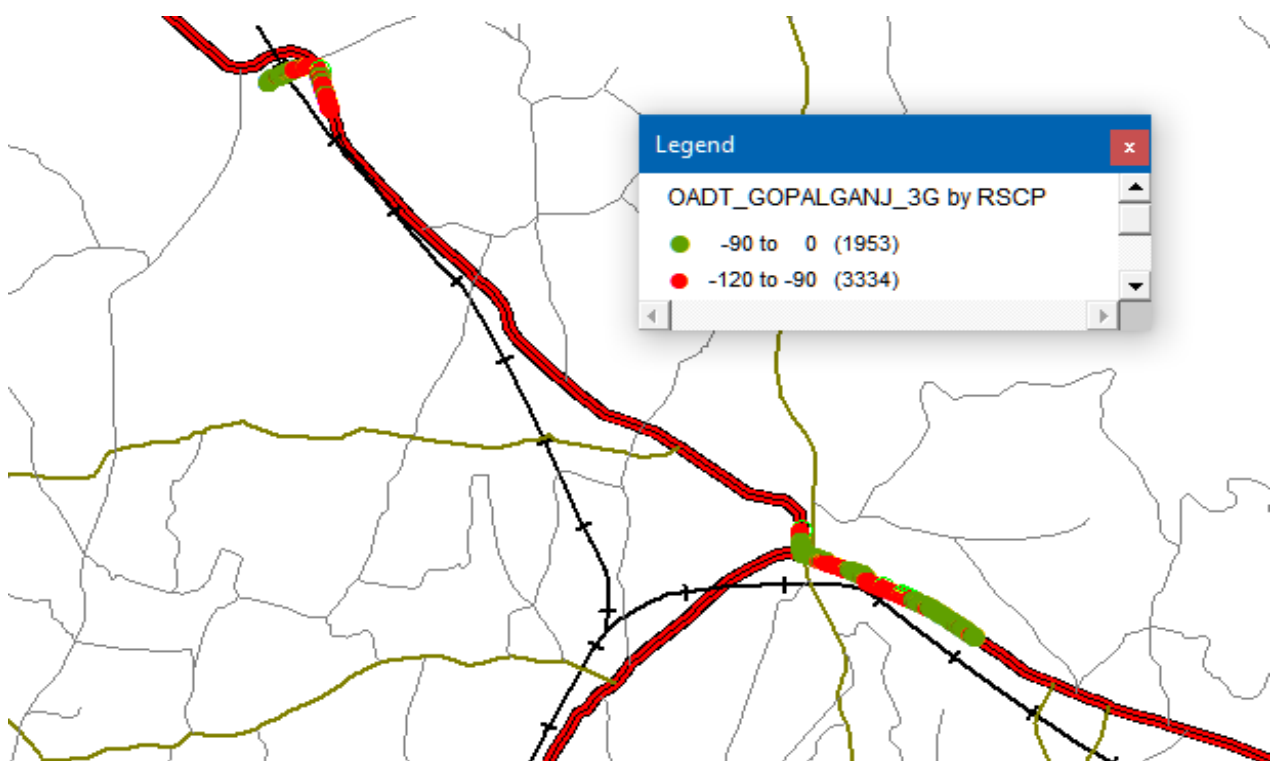 Legend
OADT_GOPALGANJ_3G by RSCP
-90 to 0 (1953)
-120 to -90 (3334)